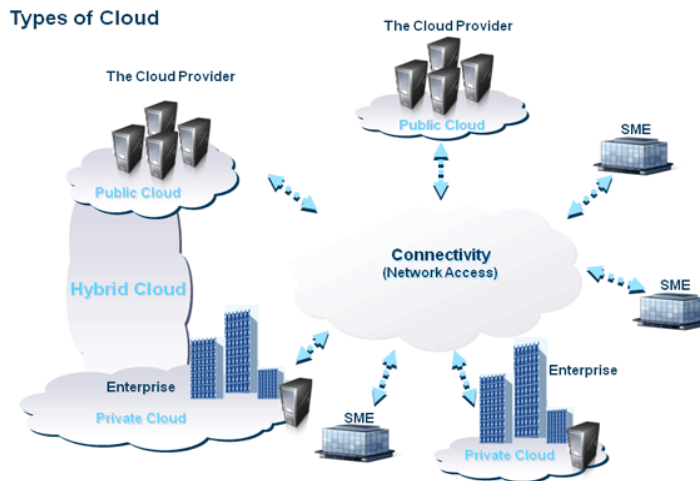 Types of Cloud
The Cloud Provider
The Cloud Provider
Public Cloud
SME
Public Cloud
Connectivity
(Network Access)
Hybrid Cloud
SME
Enterprise
Enterprise
Private Cloud
SME
Private Cloud